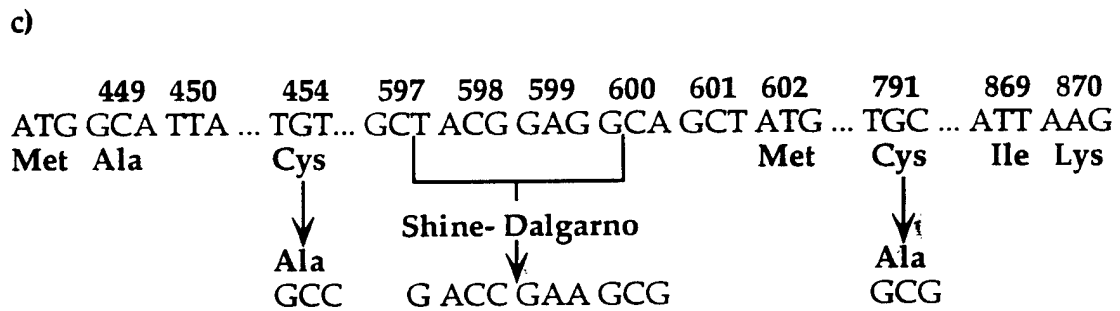 c)
449 450 454 597 598 599 600 601 602 791 869 870
ATG GCA TTA ... TGT... GCT ACG GAG GCA GCT ATG ... TGC ... ATT AAG
Met Ala Cys Met Cys Ile Lys
Shine- Dalgarno
Ala Ala
GCC G ACC GAA GCG GCG